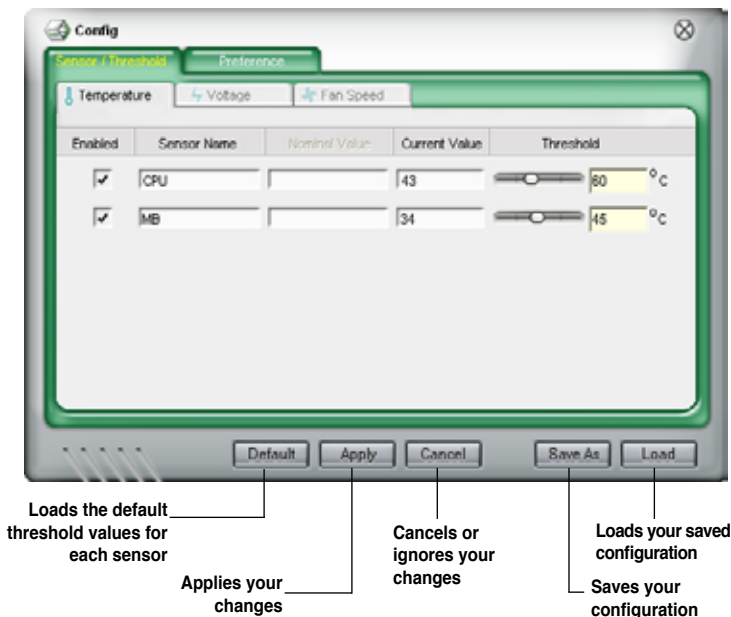 Config
Sensor / Threshold Preference
Temperature Voltage Fan Speed
Enabled Sensor Name Nominal Value Current Value Threshold
CPU 43 60 °C
MB 34 45 °C
Default Apply Cancel Save As Load
Loads the default
threshold values for
each sensor
Applies your
changes
Cancels or
ignores your
changes
Saves your
configuration
Loads your saved
configuration